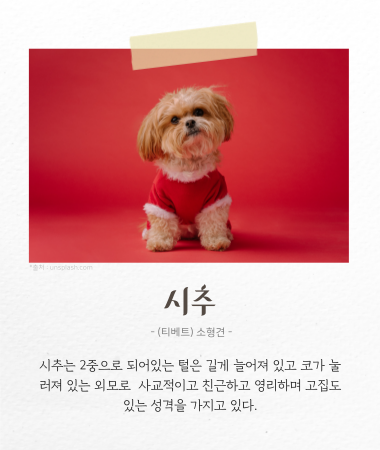 *출처 : unsplash.com
시추
- (티베트) 소형견 -
시추는 2중으로 되어있는 털은 길게 늘어져 있고 코가 눌
러져 있는 외모로 사교적이고 친근하고 영리하며 고집도
있는 성격을 가지고 있다.